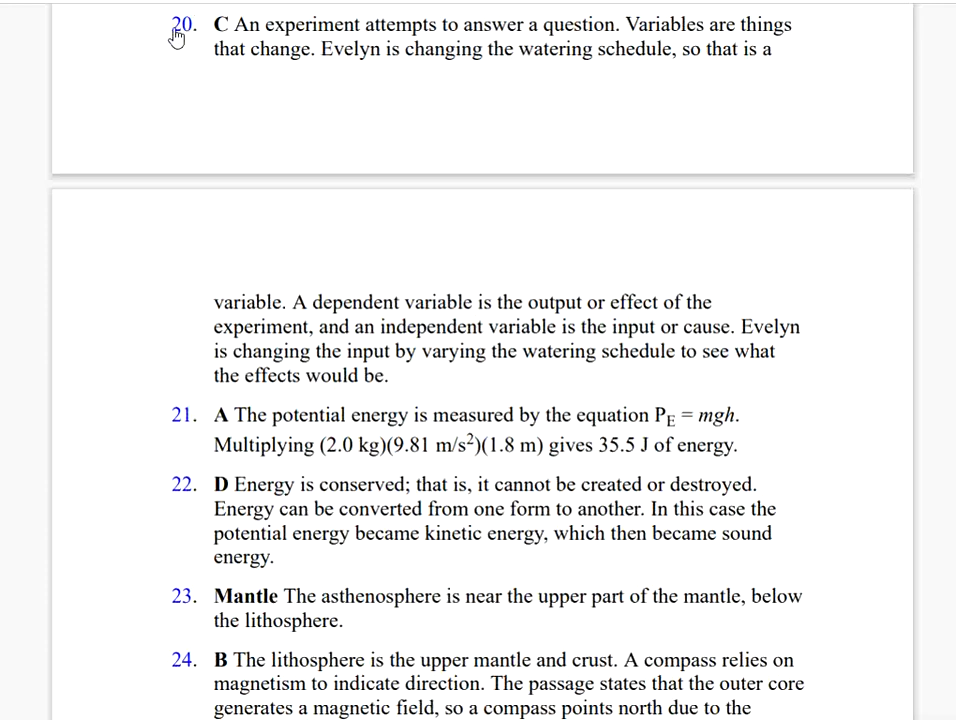 20. C An experiment attempts to answer a question. Variables are things
that change. Evelyn is changing the watering schedule, so that is a
variable. A dependent variable is the output or effect of the
experiment, and an independent variable is the input or cause. Evelyn
is changing the input by varying the watering schedule to see what
the effects would be.
21. A The potential energy is measured by the equation P_E = mgh.
Multiplying (2.0 kg)(9.81 m/s²)(1.8 m) gives 35.5 J of energy.
22. D Energy is conserved; that is, it cannot be created or destroyed.
Energy can be converted from one form to another. In this case the
potential energy became kinetic energy, which then became sound
energy.
23. Mantle The asthenosphere is near the upper part of the mantle, below
the lithosphere.
24. B The lithosphere is the upper mantle and crust. A compass relies on
magnetism to indicate direction. The passage states that the outer core
generates a magnetic field, so a compass points north due to the